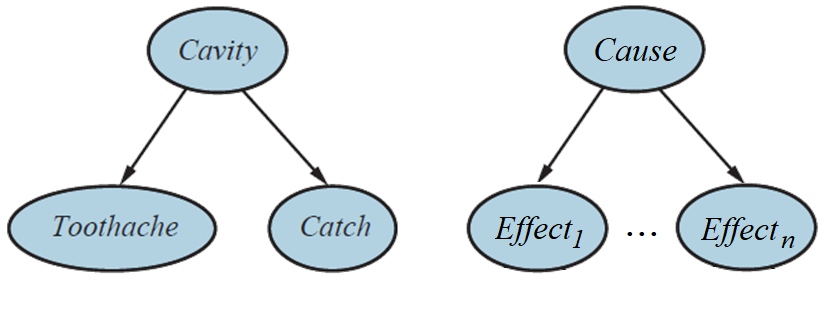 Cavity
Toothache
Catch
Cause
Effect1 ... Effectn